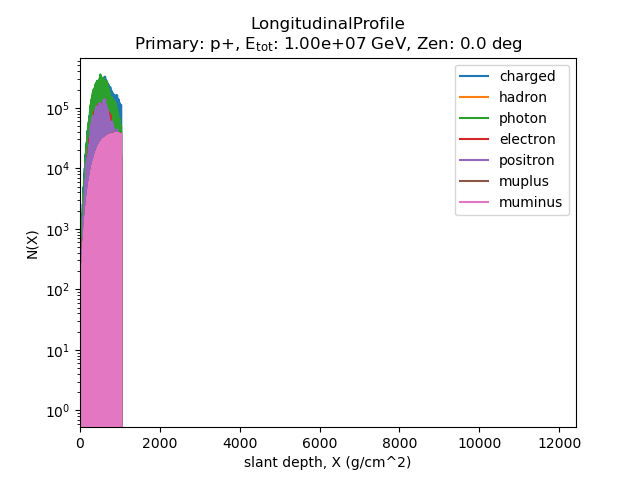 LongitudinalProfile
Primary: p+, E_tot: 1.00e+07 GeV, Zen: 0.0 deg
charged
hadron
photon
electron
positron
muplus
muminus
N(X)
10^5
10^4
10^3
10^2
10^1
10^0
0 2000 4000 6000 8000 10000 12000
slant depth, X (g/cm^2)